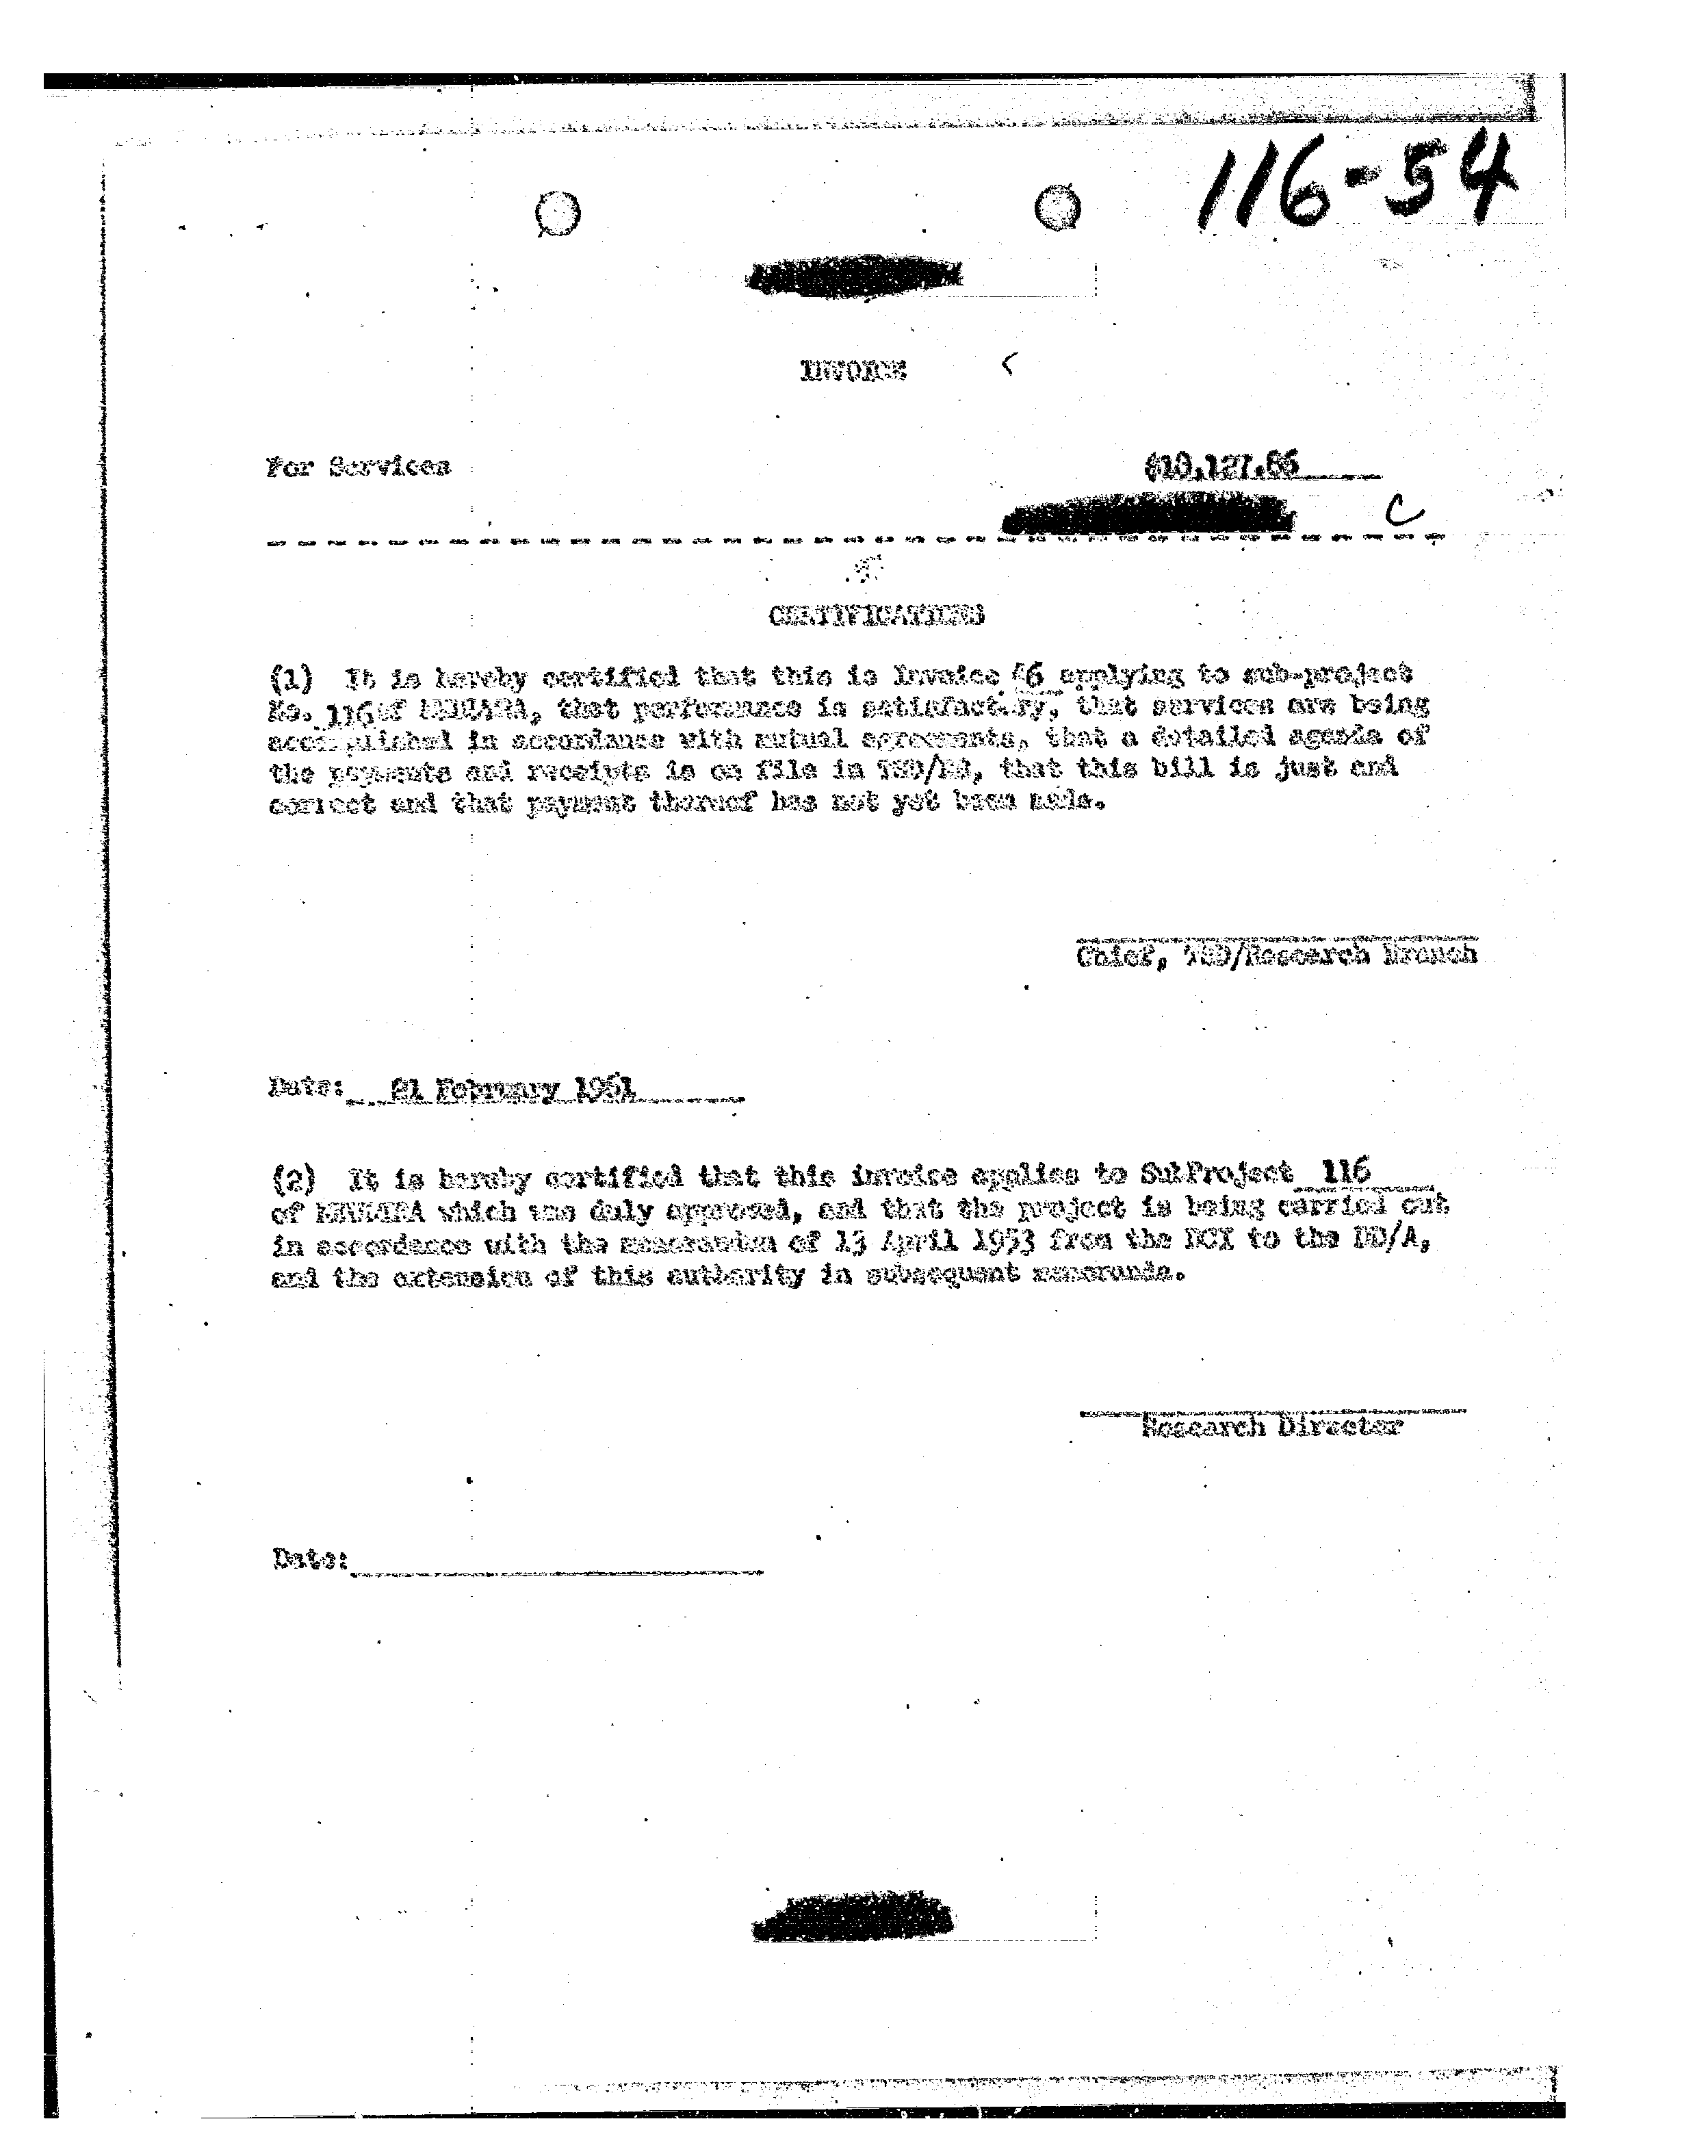 116-54
INVOICE
For Services
$10,127.86
C
CERTIFICATIONS
(1) It is hereby certified that this is Invoice 6 applying to sub-project
No. 116 of MKULTRA, that performance is satisfactory, that services are being
accomplished in accordance with mutual agreements, that a detailed agenda of
the payments and receipts is on file in TSD/RB, that this bill is just and
correct and that payment thereof has not yet been made.
Chief, TSD/Research Branch
Date: 21 February 1961
(2) It is hereby certified that this invoice applies to SubProject 116
of MKULTRA which was duly approved, and that the project is being carried out
in accordance with the memorandum of 13 April 1953 from the DCI to the DD/A,
and the extension of this authority in subsequent memoranda.
Research Director
Date: